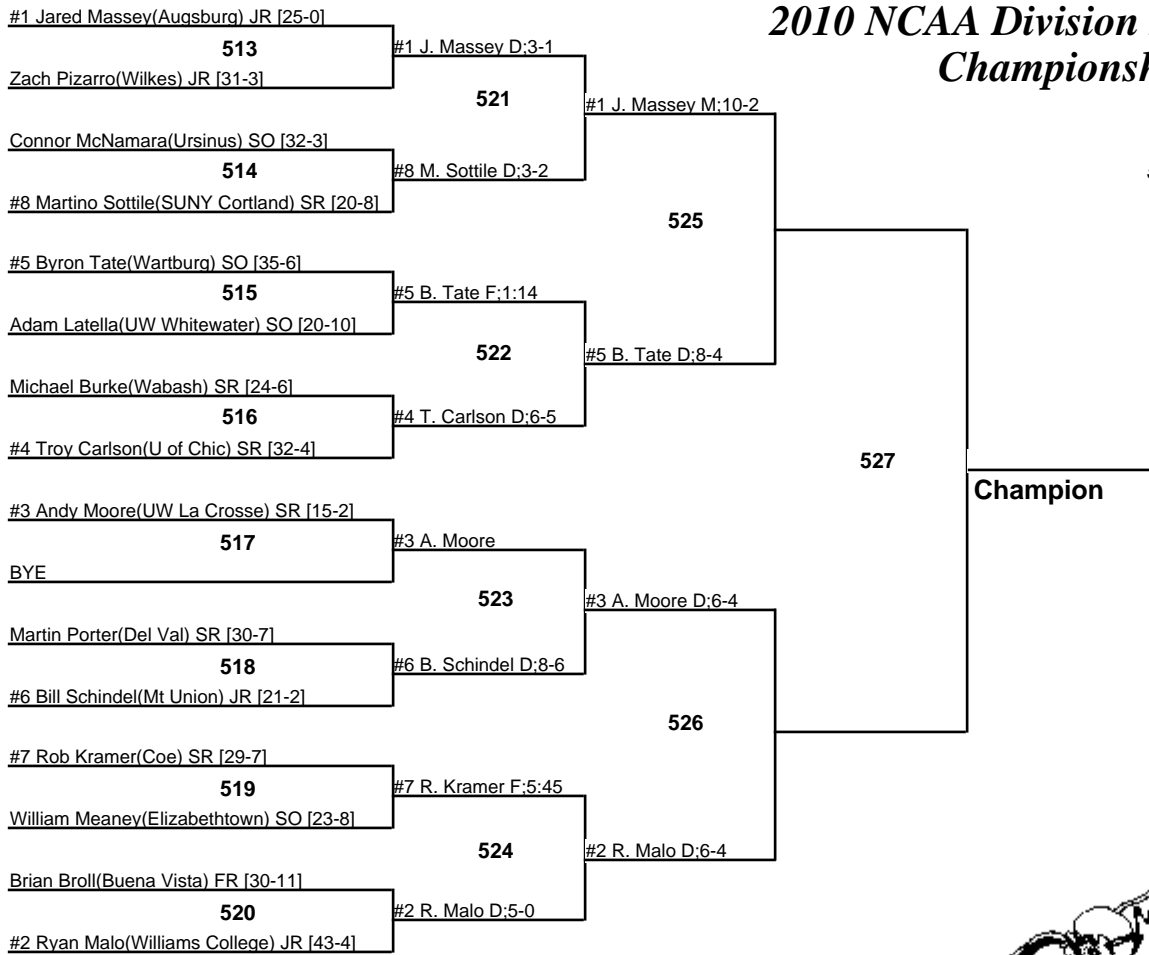 2010 NCAA Division
Championsh
#1 Jared Massey(Augsburg) JR [25-0]
513
Zach Pizarro(Wilkes) JR [31-3]
Connor McNamara(Ursinus) SO [32-3]
514
#8 Martino Sottile(SUNY Cortland) SR [20-8]
#5 Byron Tate(Wartburg) SO [35-6]
515
Adam Latella(UW Whitewater) SO [20-10]
Michael Burke(Wabash) SR [24-6]
516
#4 Troy Carlson(U of Chic) SR [32-4]
#3 Andy Moore(UW La Crosse) SR [15-2]
517
BYE
Martin Porter(Del Val) SR [30-7]
518
#6 Bill Schindel(Mt Union) JR [21-2]
#7 Rob Kramer(Coe) SR [29-7]
519
William Meaney(Elizabethtown) SO [23-8]
Brian Broll(Buena Vista) FR [30-11]
520
#2 Ryan Malo(Williams College) JR [43-4]
#1 J. Massey D;3-1
521
#8 M. Sottile D;3-2
#5 B. Tate F;1:14
522
#4 T. Carlson D;6-5
#3 A. Moore
523
#6 B. Schindel D;8-6
#7 R. Kramer F;5:45
524
#2 R. Malo D;5-0
#1 J. Massey M;10-2
525
#5 B. Tate D;8-4
#3 A. Moore D;6-4
526
#2 R. Malo D;6-4
527
Champion